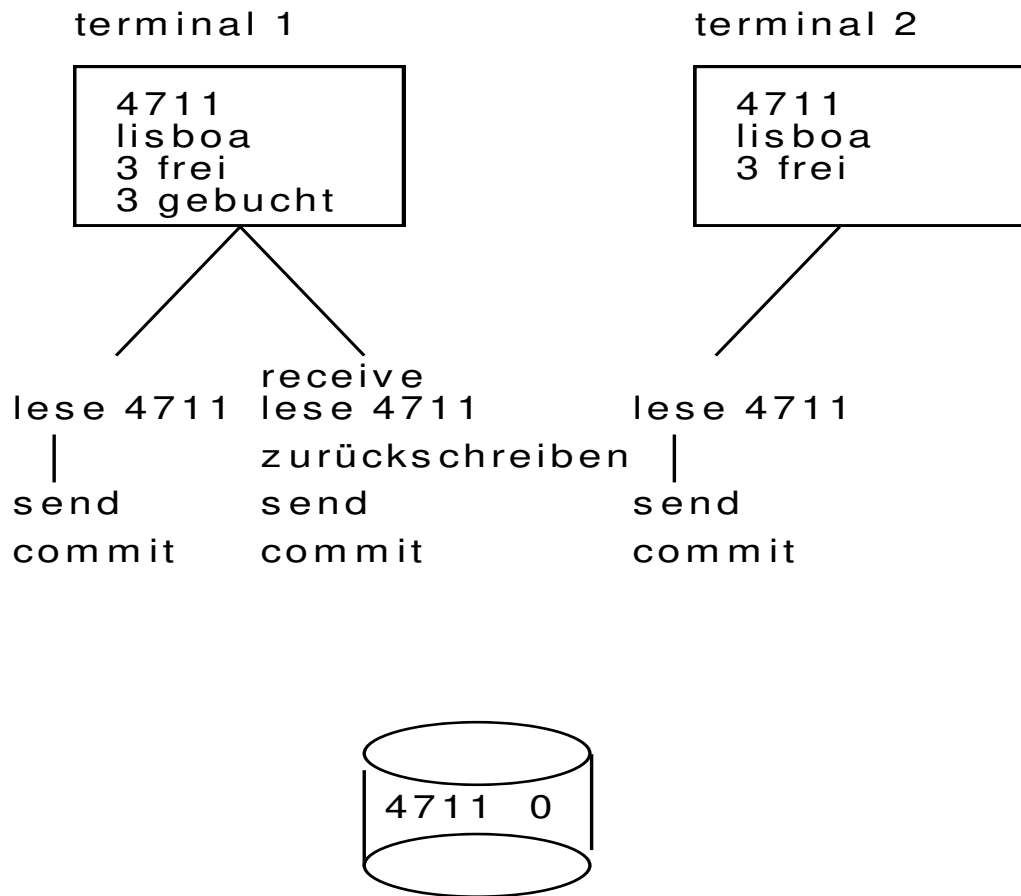 terminal 1
4711
lisboa
3 frei
3 gebucht
terminal 2
4711
lisboa
3 frei
lese 4711
send
commit
receive
lese 4711
zurückschreiben
send
commit
lese 4711
send
commit
4711 0